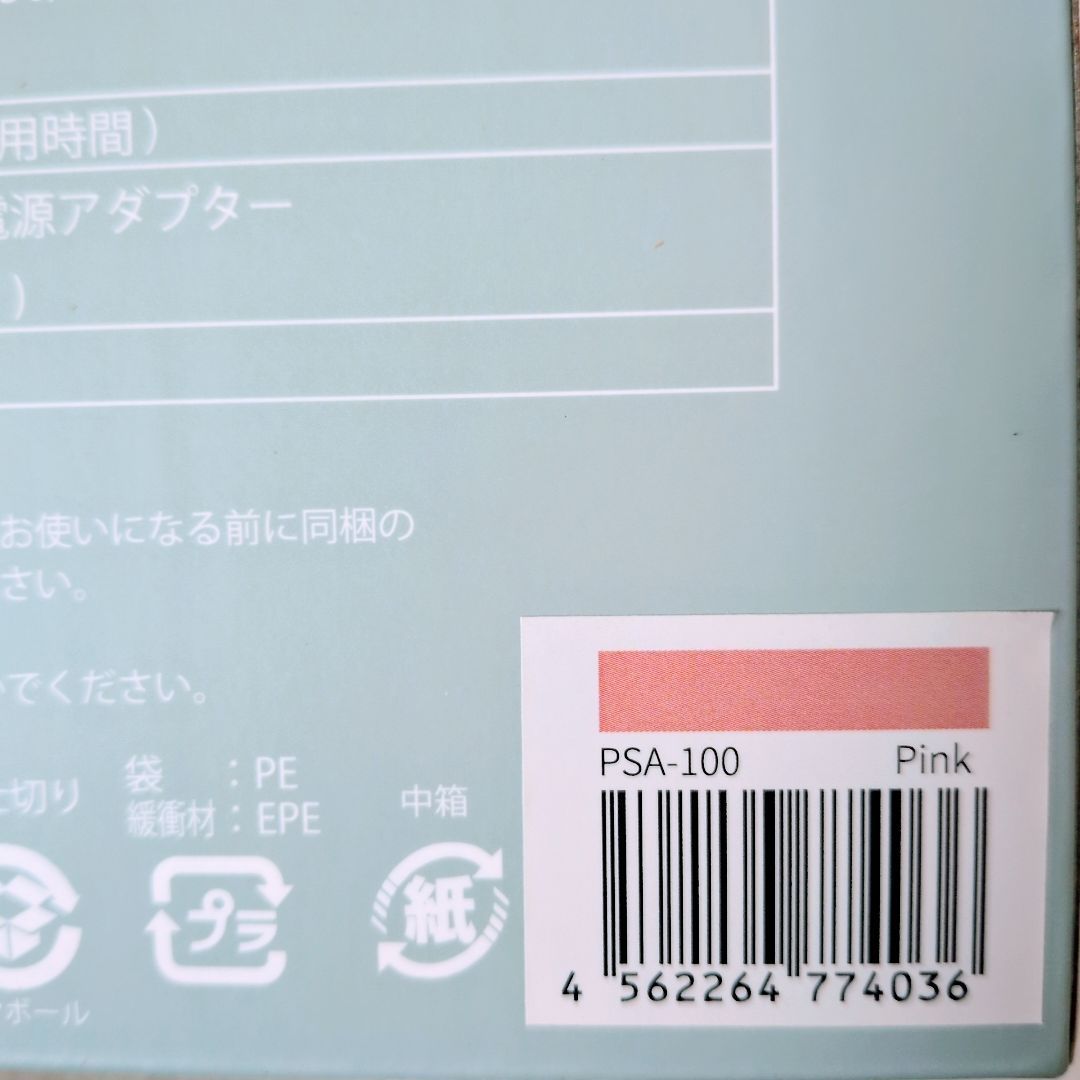 用時間）
電源アダプター
）
お使いになる前に同梱の
さい。
いでください。
仕切り
袋　：PE
緩衝材：EPE
中箱
プラ
紙
ボール
PSA-100 Pink
4 562264 774036